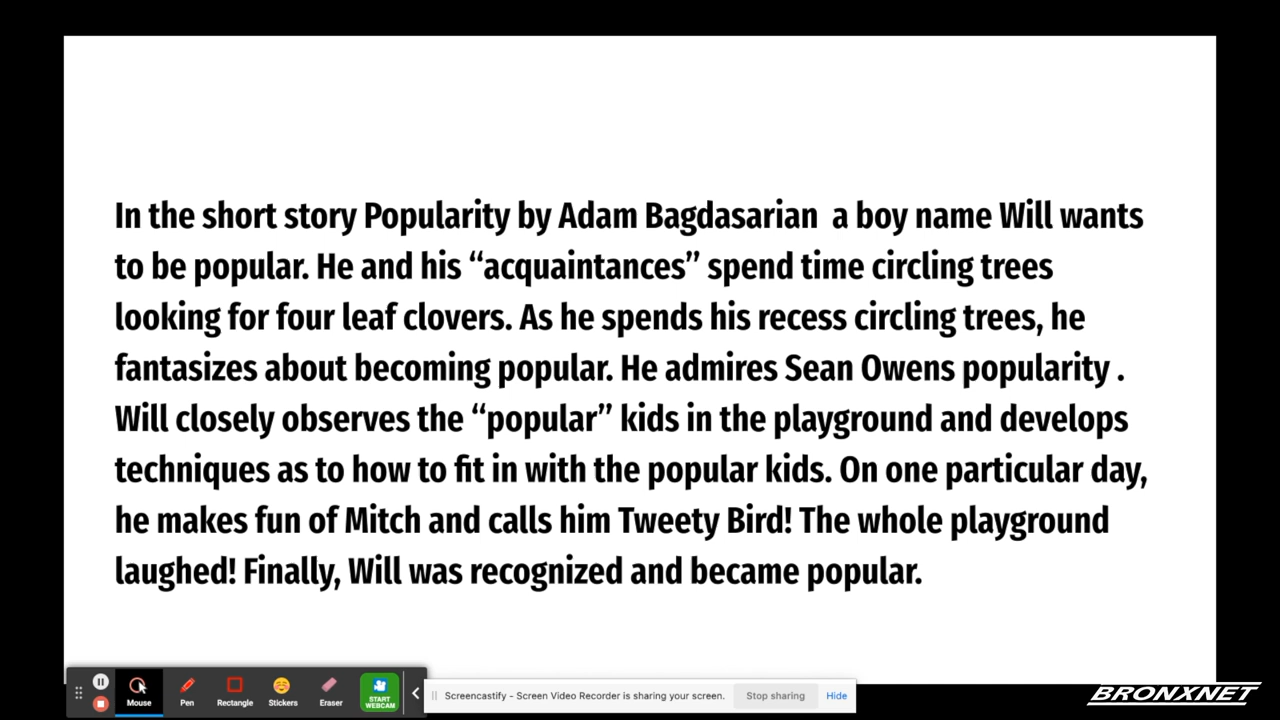 In the short story Popularity by Adam Bagdasarian  a boy name Will wants
to be popular. He and his “acquaintances” spend time circling trees
looking for four leaf clovers. As he spends his recess circling trees, he
fantasizes about becoming popular. He admires Sean Owens popularity .
Will closely observes the “popular” kids in the playground and develops
techniques as to how to fit in with the popular kids. On one particular day,
he makes fun of Mitch and calls him Tweety Bird! The whole playground
laughed! Finally, Will was recognized and became popular.
Mouse Pen Rectangle Stickers Eraser START WEBCAM
Screencastify - Screen Video Recorder is sharing your screen. Stop sharing Hide
BRONXNET